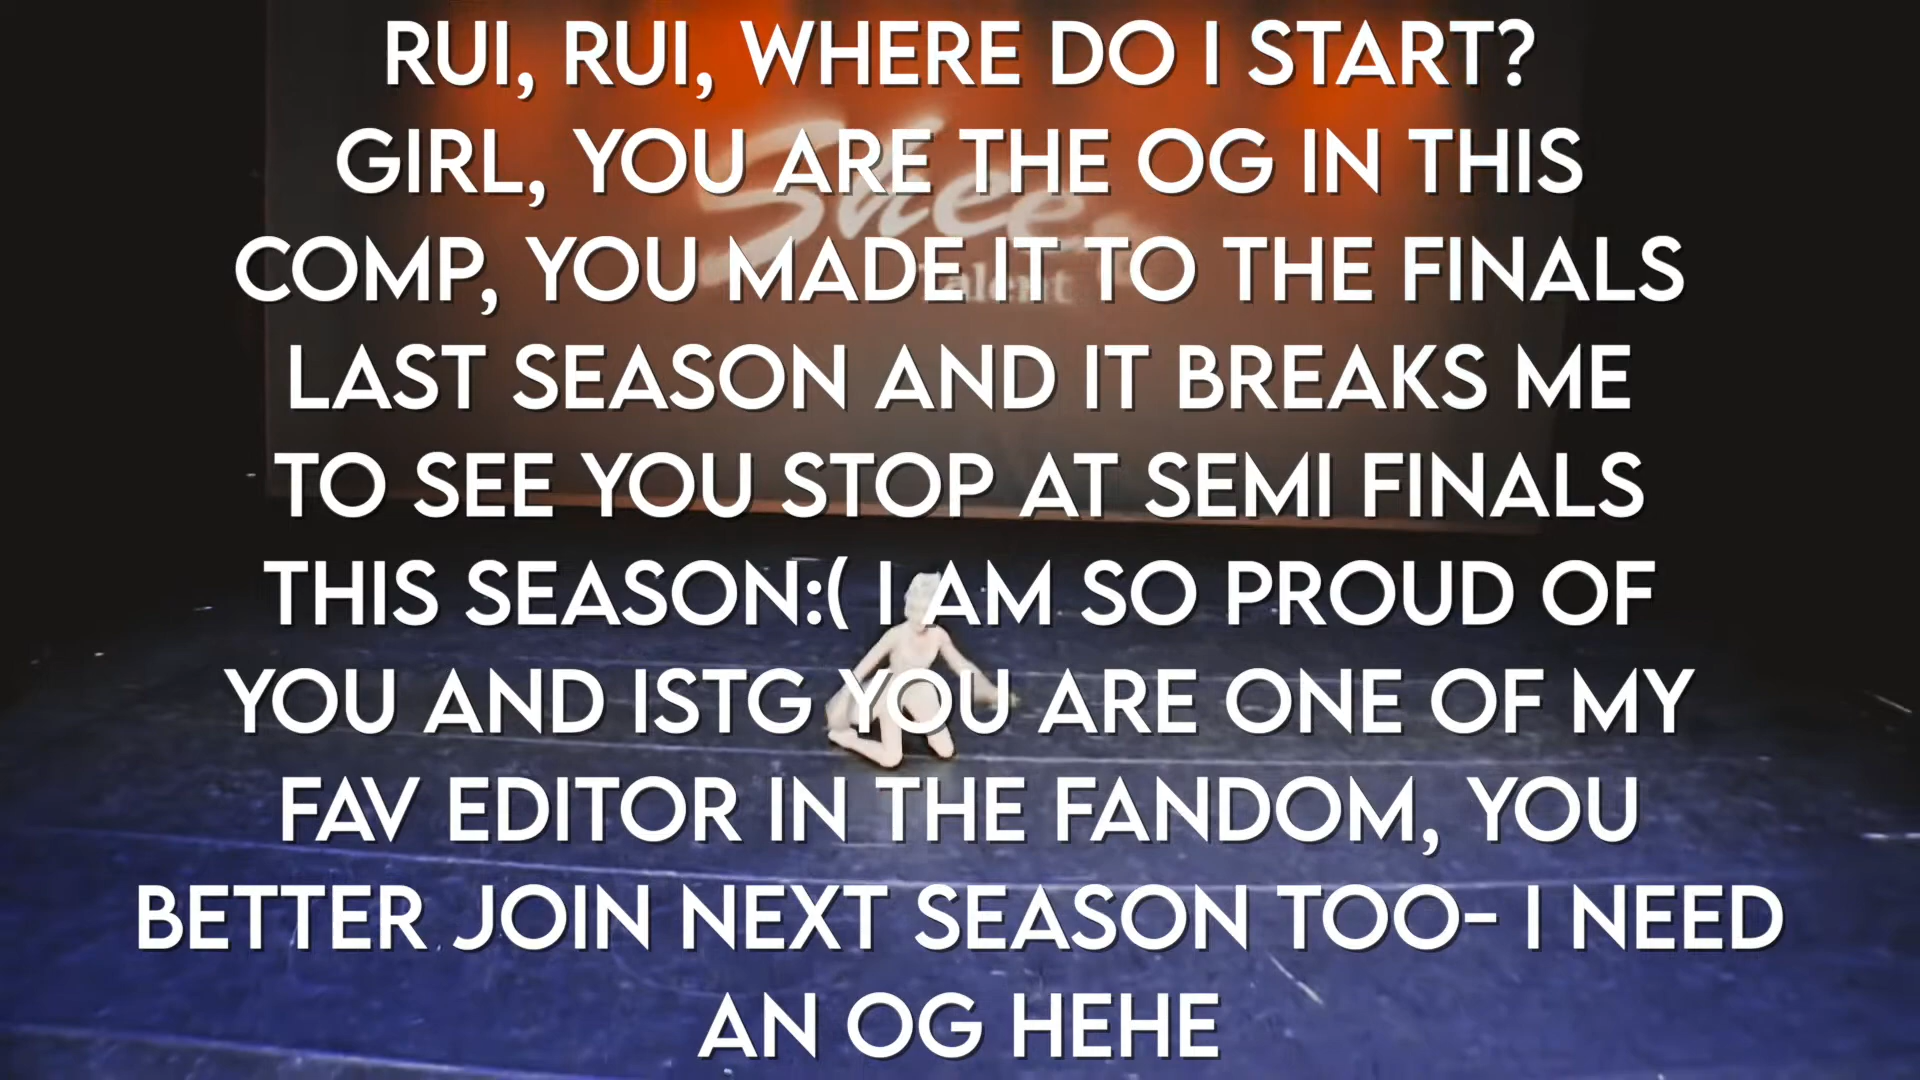 RUI, RUI, WHERE DO I START?
GIRL, YOU ARE THE OG IN THIS
COMP, YOU MADE IT TO THE FINALS
LAST SEASON AND IT BREAKS ME
TO SEE YOU STOP AT SEMI FINALS
THIS SEASON:( I AM SO PROUD OF
YOU AND ISTG YOU ARE ONE OF MY
FAV EDITOR IN THE FANDOM, YOU
BETTER JOIN NEXT SEASON TOO- I NEED
AN OG HEHE
Talent